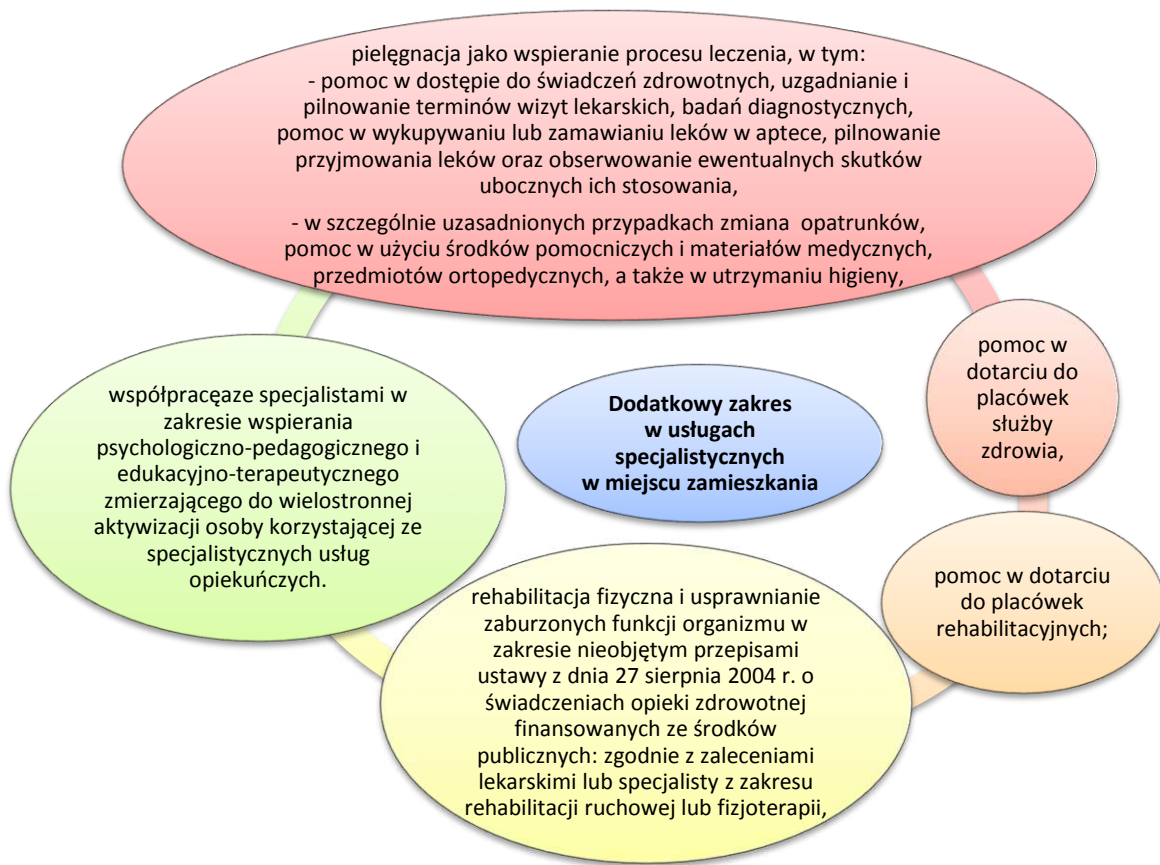 pielęgnacja jako wspieranie procesu leczenia, w tym:
- pomoc w dostępie do świadczeń zdrowotnych, uzgadnianie i
pilnowanie terminów wizyt lekarskich, badań diagnostycznych,
pomoc w wykupywaniu lub zamawianiu leków w aptece, pilnowanie
przyjmowania leków oraz obserwowanie ewentualnych skutków
ubocznych ich stosowania,
- w szczególnie uzasadnionych przypadkach zmiana  opatrunków,
pomoc w użyciu środków pomocniczych i materiałów medycznych,
przedmiotów ortopedycznych, a także w utrzymaniu higieny,
pomoc w
dotarciu do
placówek
służby
zdrowia,
pomoc w dotarciu
do placówek
rehabilitacyjnych;
rehabilitacja fizyczna i usprawnianie
zaburzonych funkcji organizmu w
zakresie nieobjętym przepisami
ustawy z dnia 27 sierpnia 2004 r. o
świadczeniach opieki zdrowotnej
finansowanych ze środków
publicznych: zgodnie z zaleceniami
lekarskimi lub specjalisty z zakresu
rehabilitacji ruchowej lub fizjoterapii,
współpracęaze specjalistami w
zakresie wspierania
psychologiczno-pedagogicznego i
edukacyjno-terapeutycznego
zmierzającego do wielostronnej
aktywizacji osoby korzystającej ze
specjalistycznych usług
opiekuńczych.
Dodatkowy zakres
w usługach
specjalistycznych
w miejscu zamieszkania